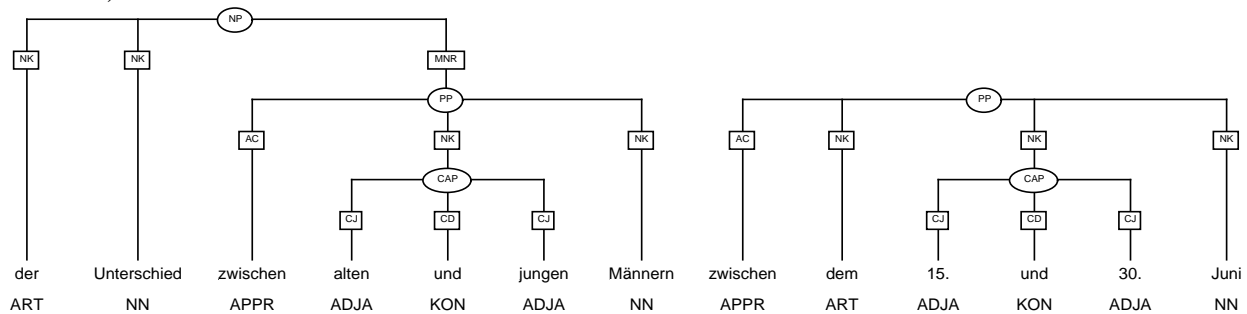 NP
NK NK MNR
PP PP
AC NK NK AC NK NK NK
CAP CAP
CJ CD CJ CJ CD CJ
der Unterschied zwischen alten und jungen Männern zwischen dem 15. und 30. Juni
ART NN APPR ADJA KON ADJA NN APPR ART ADJA KON ADJA NN